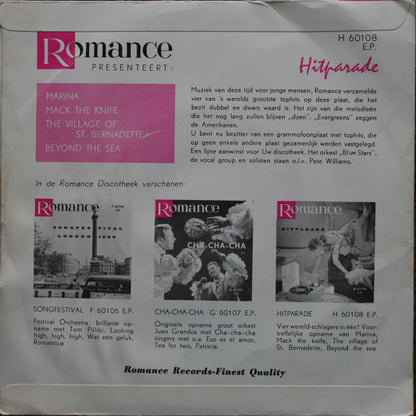 Romance
PRESENTEERT:
H 60108
E.P.
Hitparade
MARINA
MACK THE KNIFE
THE VILLAGE OF
ST. BERNADETTE
BEYOND THE SEA
Muziek van deze tijd voor jonge mensen; Romance verzamelde
vier van 's werelds grootste tophits op deze plaat, die het
bezit dubbel en dwars waard is. Het zijn van die melodieën
die het nog lang zullen blijven „doen". „Evergreens" zeggen
de Amerikanen.
U bent nu bezitter van een grammofoonplaat met tophits, die
op geen enkele andere plaat gezamenlijk werden vastgelegd.
Een fijne aanwinst voor Uw discotheek. Het orkest „Blue Stars",
de vocal group en solisten staan o.l.v. Pete Williams.
In de Romance Discotheek verschenen:
Romance
SONGFESTIVAL
LONDON 1960
Romance
CHA-CHA-CHA
Romance
HITPARADE
SONGFESTIVAL F 60106 E.P.
Festival Orchestra: brillante op-
name met Tom Pillibi, Looking
high, high, high, Wat een geluk,
Romantica
CHA-CHA-CHA G 60107 E.P.
Originele opname groot orkest
Juan Grandos met Cha-cha-cha
singers met o.a. Eso es el amor,
Tea for two, Patricia.
HITPARADE H 60108 E.P.
Vier wereld-schlagers in één! Voor-
treffelijke opname van Marina,
Mack the knife, The village of
St. Bernadette, Beyond the sea.
Romance Records-Finest Quality